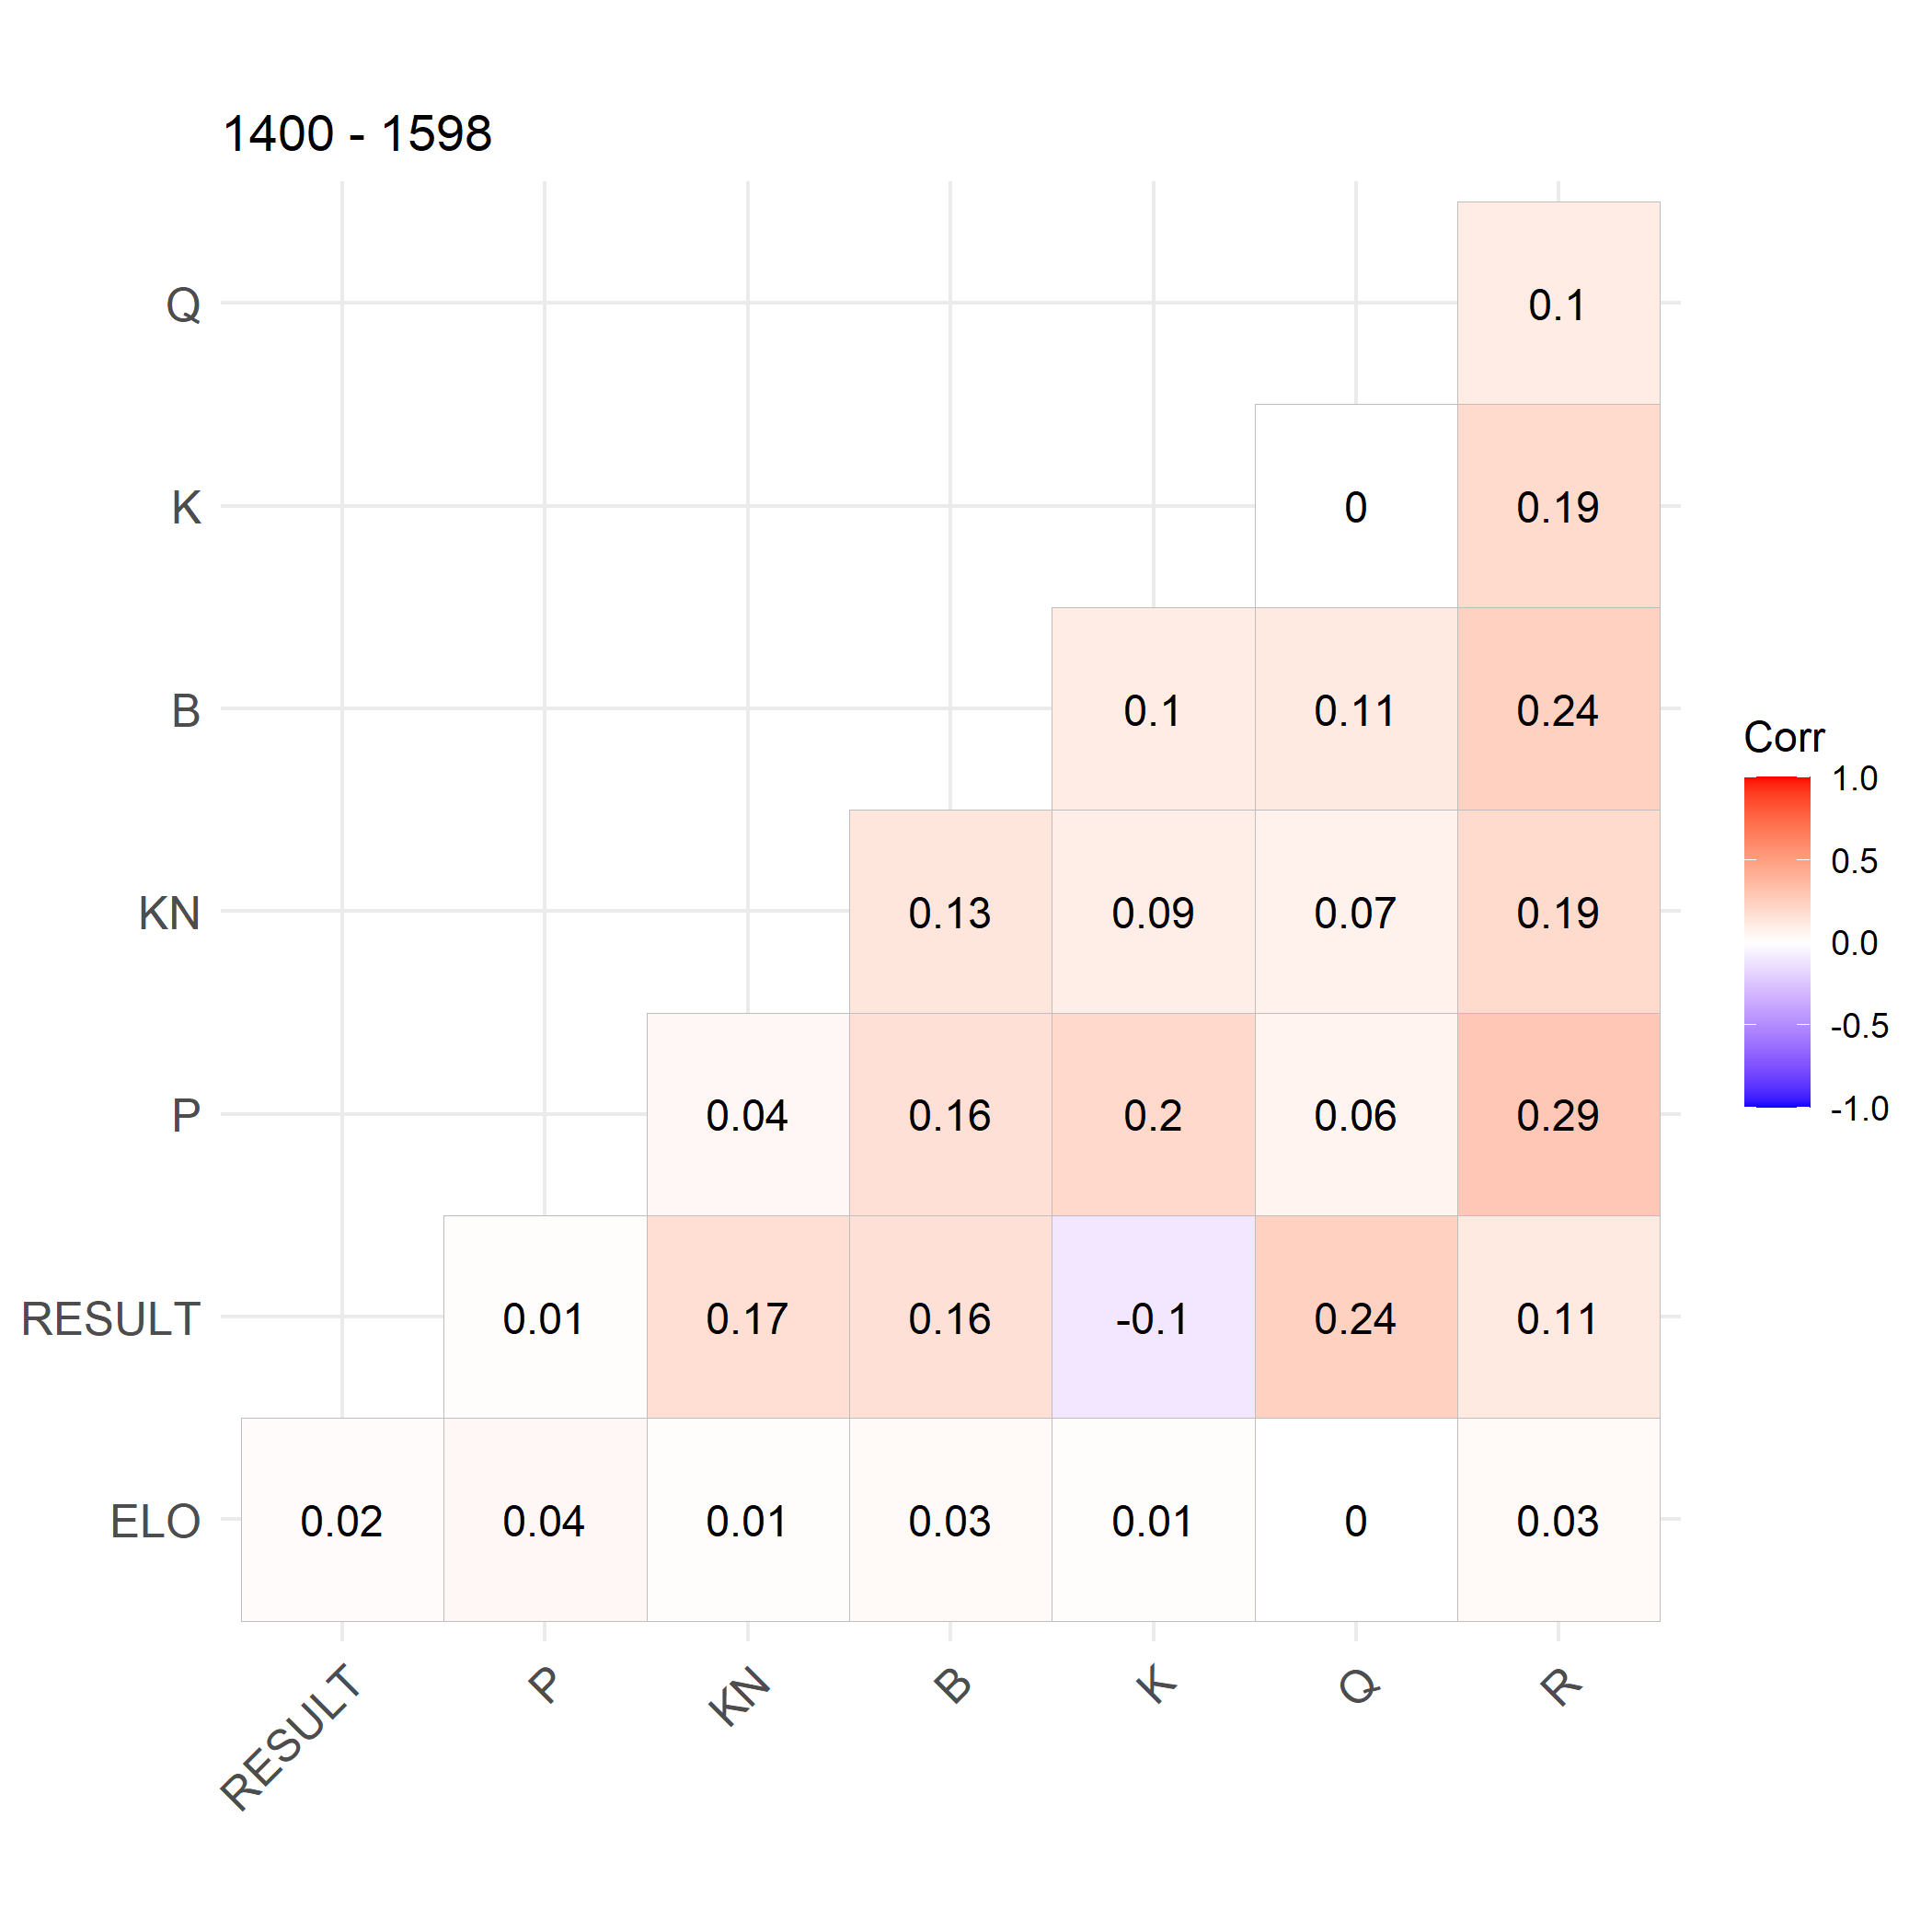 1400 - 1598
Q 0.1
K 0 0.19
B 0.1 0.11 0.24
KN 0.13 0.09 0.07 0.19
P 0.04 0.16 0.2 0.06 0.29
RESULT 0.01 0.17 0.16 -0.1 0.24 0.11
ELO 0.02 0.04 0.01 0.03 0.01 0 0.03
RESULT P KN B K Q R
Corr
1.0
0.5
0.0
-0.5
-1.0